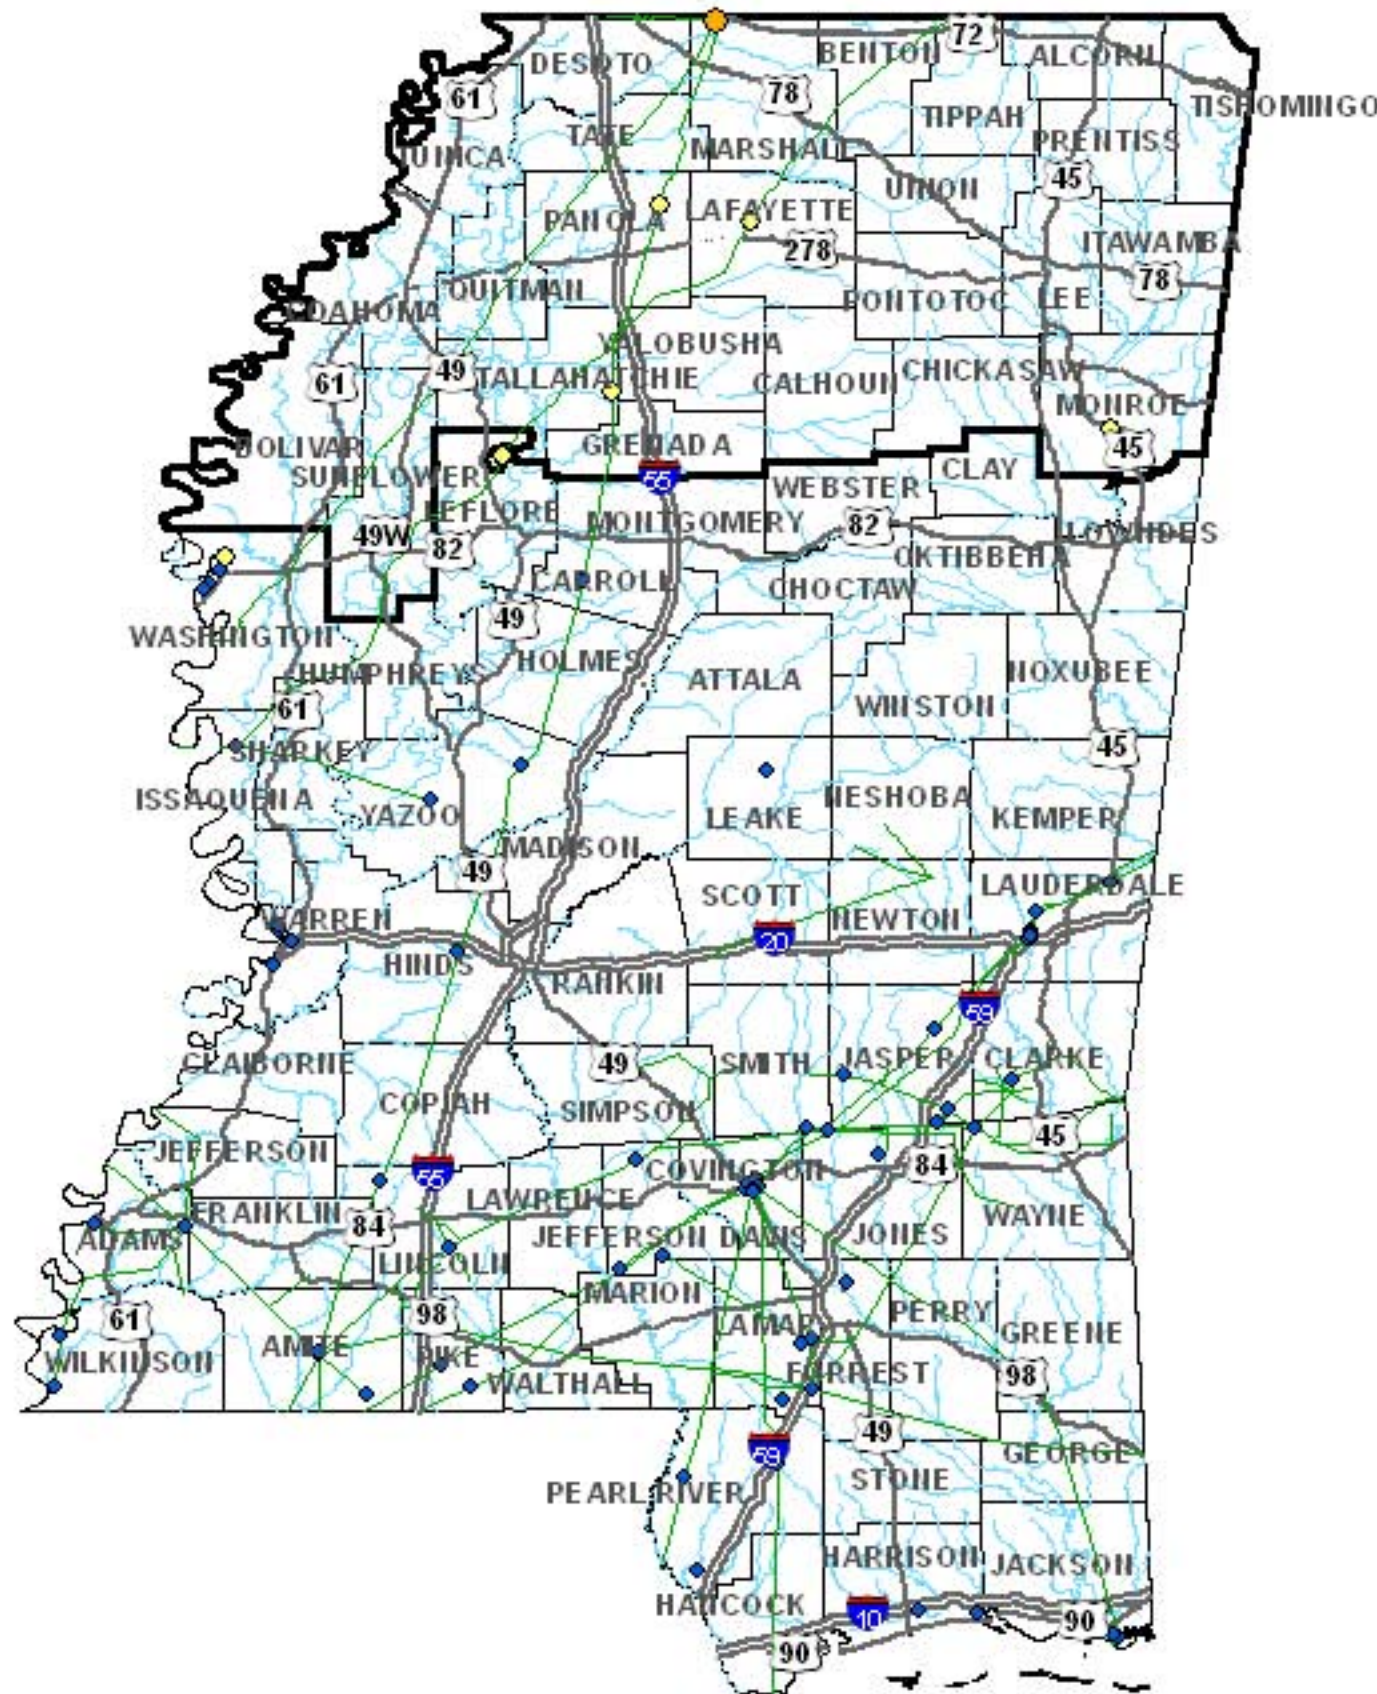 72
BENTON
ALCORN
DESOTO
61
78
TISHOMINGO
TIPPAH
TATE
PRENTISS
MARSHALL
TUNICA
45
UNION
PANOLA
LAFAYETTE
ITAWAMBA
278
78
QUITMAN
PONTOTOC
LEE
COAHOMA
YALOBUSHA
49
CHICKASAW
TALLAHATCHIE
61
CALHOUN
MONROE
BOLIVAR
GRENADA
45
CLAY
SUNFLOWER
55
WEBSTER
LEFLORE
MONTGOMERY
82
49W
LOWNDES
82
OKTIBBEHA
CARROLL
CHOCTAW
49
WASHINGTON
HOLMES
HUMPHREYS
NOXUBEE
ATTALA
61
WINSTON
45
SHARKEY
ISSAQUENA
NESHOBA
YAZOO
LEAKE
KEMPER
MADISON
49
LAUDERDALE
SCOTT
WARREN
NEWTON
20
HINDS
RANKIN
59
CLAIBORNE
49
SMITH
JASPER
CLARKE
COPIAH
SIMPSON
45
JEFFERSON
84
55
COVINGTON
LAWRENCE
FRANKLIN
84
WAYNE
ADAMS
JEFFERSON DAVIS
JONES
LINCOLN
MARION
98
PERRY
61
LAMAR
GREENE
AMITE
WILKINSON
PIKE
FORREST
98
WALTHALL
49
59
GEORGE
STONE
PEARL RIVER
HARRISON
JACKSON
HANCOCK
10
90
90